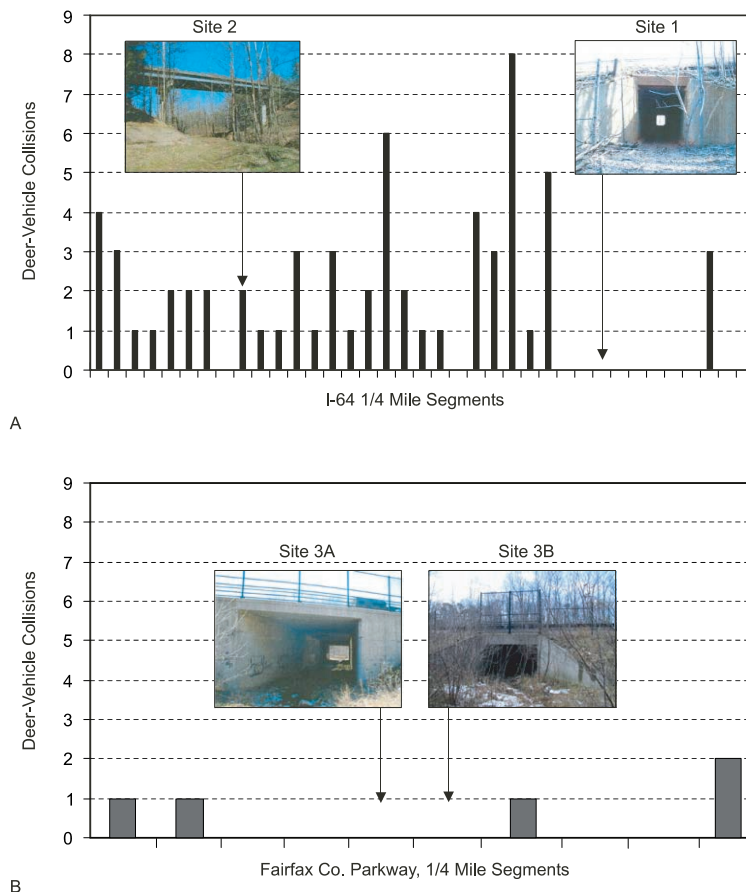 9
8
7
6
5
4
3
2
1
0
Deer-Vehicle Collisions
Site 2
Site 1
I-64 1/4 Mile Segments
A
9
8
7
6
5
4
3
2
1
0
Deer-Vehicle Collisions
Site 3A
Site 3B
Fairfax Co. Parkway, 1/4 Mile Segments
B